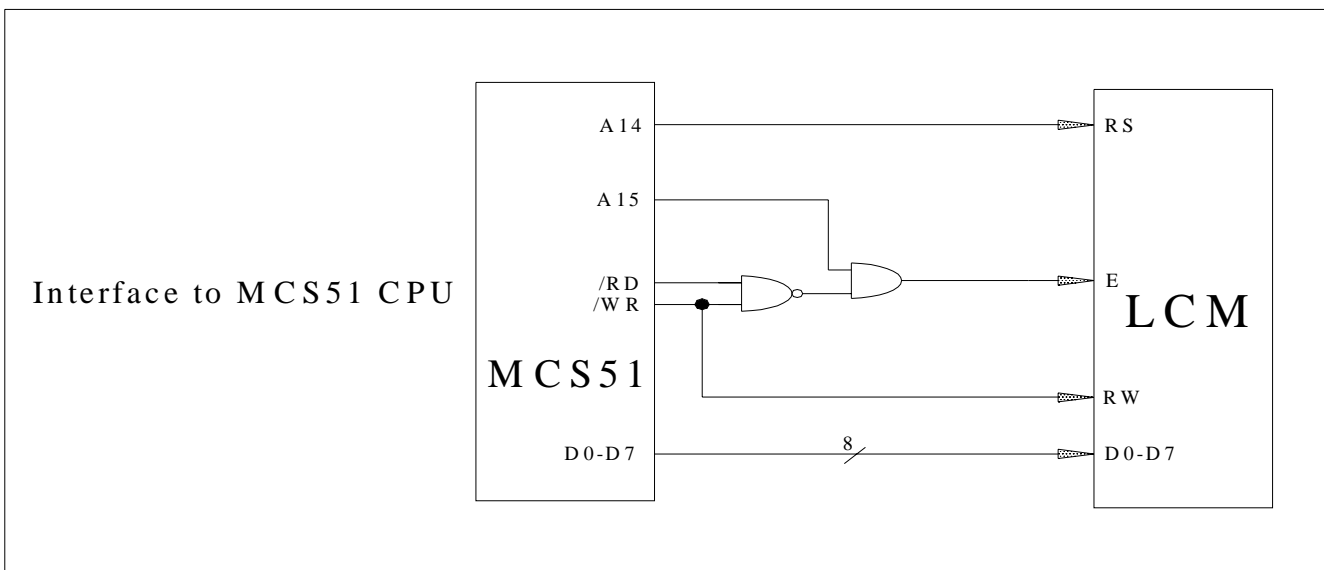 A14
RS
A15
Interface to MCS51 CPU
/RD
/WR
E
LCM
MCS51
RW
8
D0-D7
D0-D7